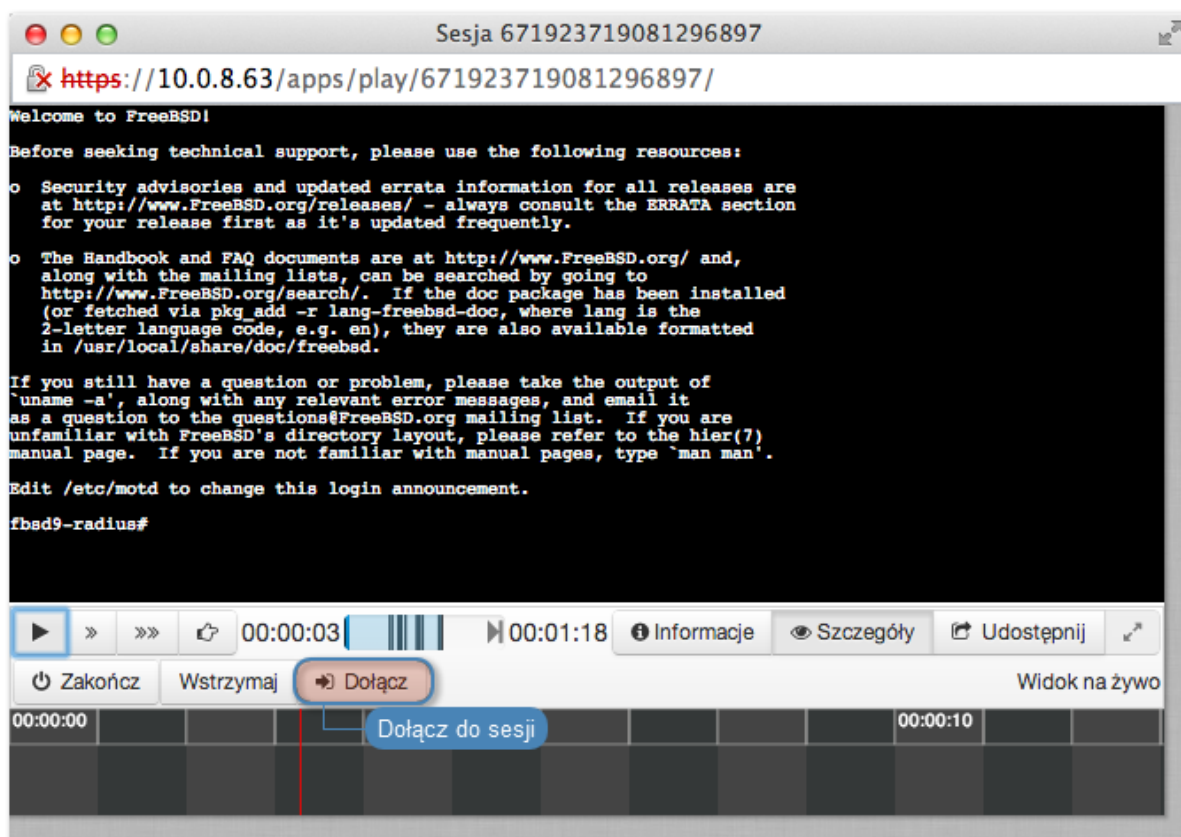 Sesja 671923719081296897
https://10.0.8.63/apps/play/671923719081296897/
Welcome to FreeBSD!
Before seeking technical support, please use the following resources:
o  Security advisories and updated errata information for all releases are
at http://www.FreeBSD.org/releases/ - always consult the ERRATA section
for your release first as it's updated frequently.
o  The Handbook and FAQ documents are at http://www.FreeBSD.org/ and,
along with the mailing lists, can be searched by going to
http://www.FreeBSD.org/search/.  If the doc package has been installed
(or fetched via pkg_add -r lang-freebsd-doc, where lang is the
2-letter language code, e.g. en), they are also available formatted
in /usr/local/share/doc/freebsd.
If you still have a question or problem, please take the output of
`uname -a', along with any relevant error messages, and email it
as a question to the questions@FreeBSD.org mailing list.  If you are
unfamiliar with FreeBSD's directory layout, please refer to the hier(7)
manual page.  If you are not familiar with manual pages, type `man man'.
Edit /etc/motd to change this login announcement.
fbsd9-radius#
00:00:03 00:01:18 Informacje Szczegóły Udostępnij
Zakończ Wstrzymaj Dołącz Widok na żywo
00:00:00 00:00:10
Dołącz do sesji